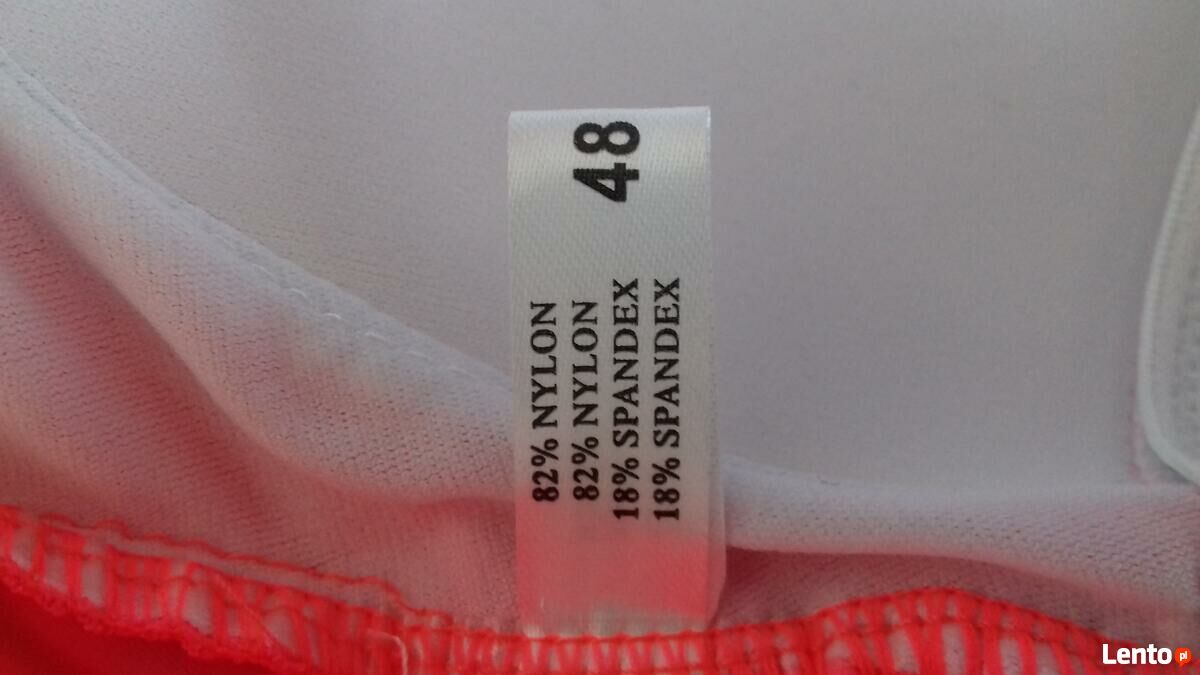 48
82% NYLON
82% NYLON
18% SPANDEX
18% SPANDEX
Lento.pl